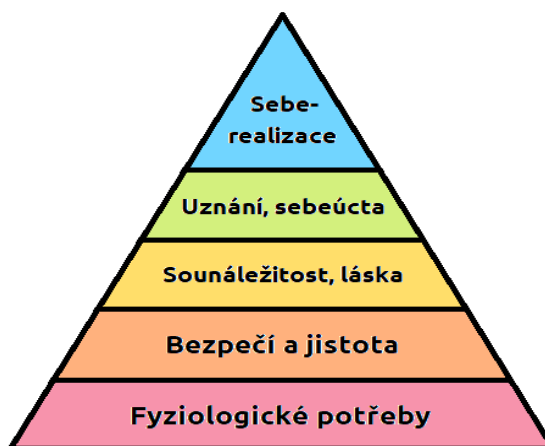 Sebe-
realizace
Uznání, sebeúcta
Sounáležitost, láska
Bezpečí a jistota
Fyziologické potřeby